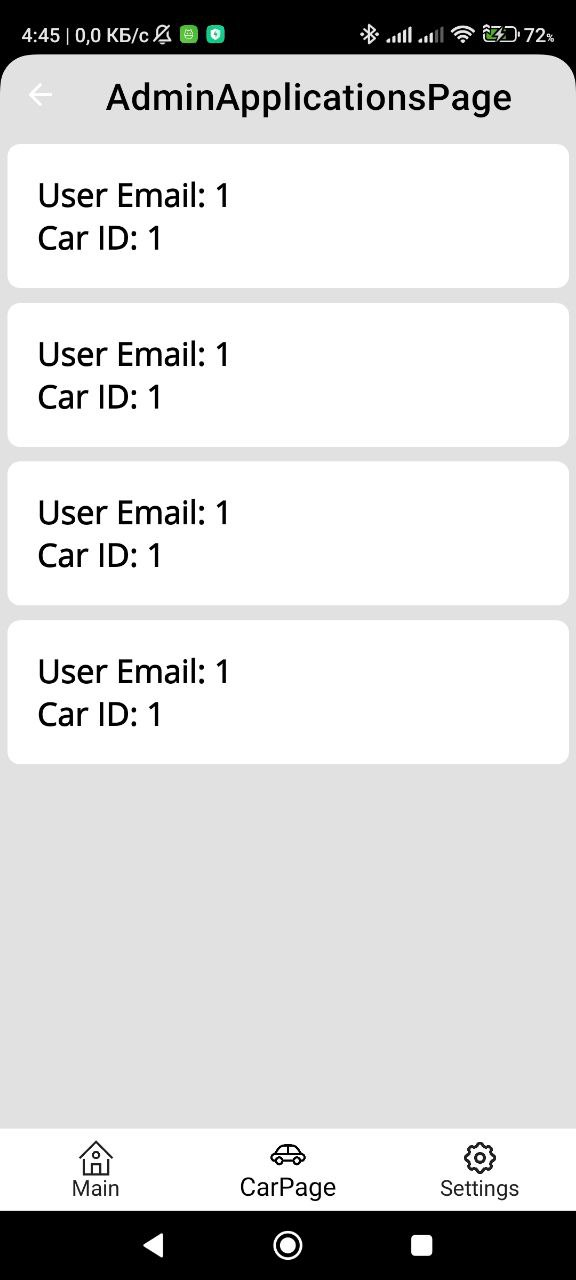 4:45 | 0,0 КБ/с 72%
AdminApplicationsPage
User Email: 1
Car ID: 1
User Email: 1
Car ID: 1
User Email: 1
Car ID: 1
User Email: 1
Car ID: 1
Main CarPage Settings